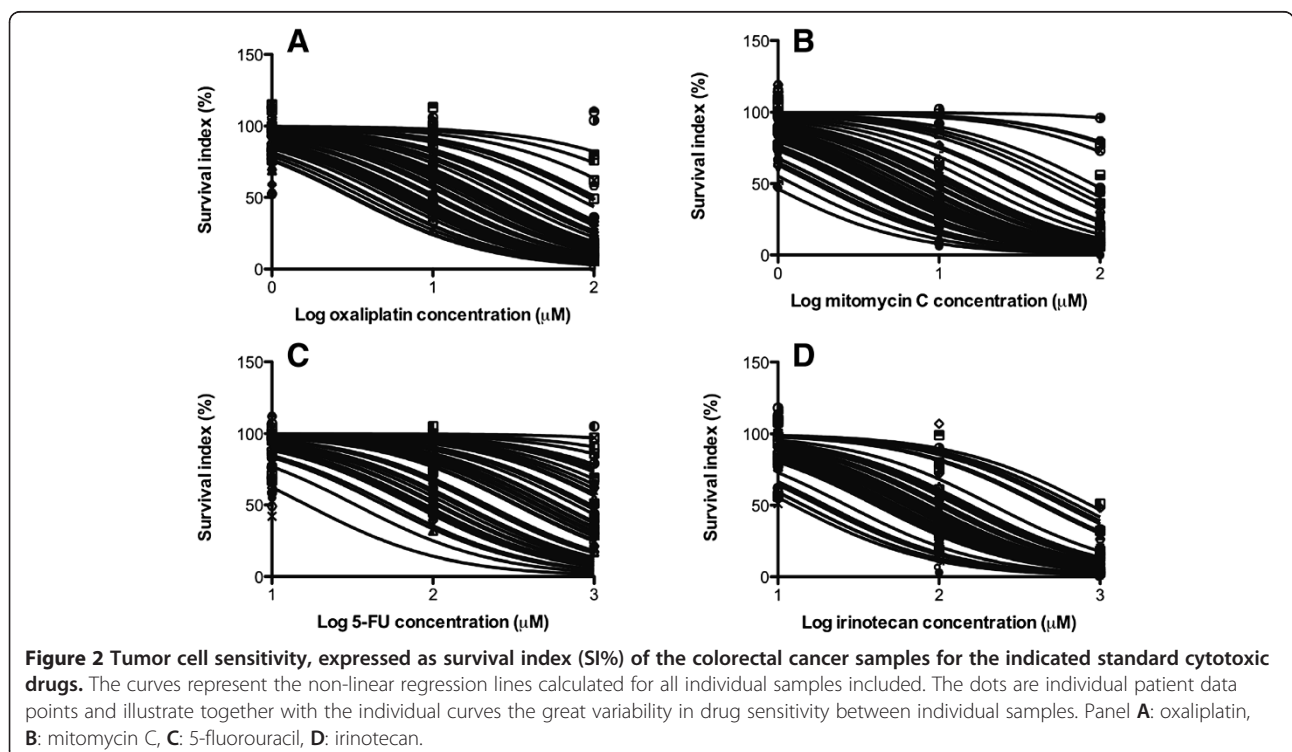 A
150
100
50
0
Survival index (%)
0 1 2
Log oxaliplatin concentration (μM)
B
150
100
50
0
Survival index (%)
0 1 2
Log mitomycin C concentration (μM)
C
150
100
50
0
Survival index (%)
1 2 3
Log 5-FU concentration (μM)
D
150
100
50
0
Survival index (%)
1 2 3
Log irinotecan concentration (μM)
Figure 2 Tumor cell sensitivity, expressed as survival index (SI%) of the colorectal cancer samples for the indicated standard cytotoxic
drugs. The curves represent the non-linear regression lines calculated for all individual samples included. The dots are individual patient data
points and illustrate together with the individual curves the great variability in drug sensitivity between individual samples. Panel A: oxaliplatin,
B: mitomycin C, C: 5-fluorouracil, D: irinotecan.